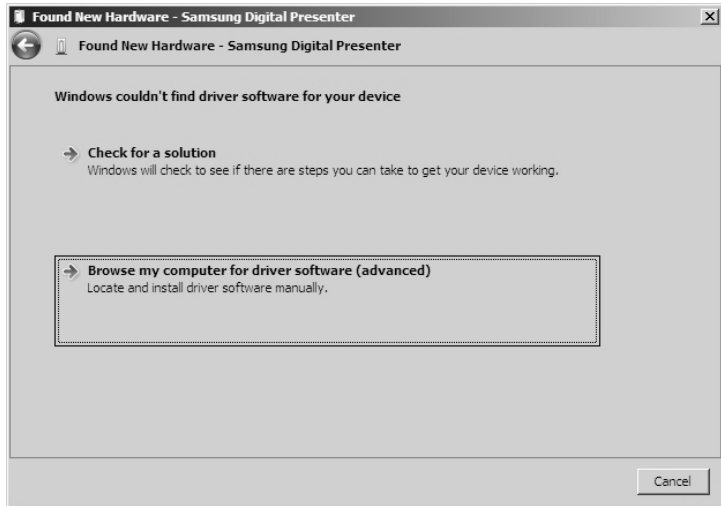 Found New Hardware - Samsung Digital Presenter
Found New Hardware - Samsung Digital Presenter
Windows couldn't find driver software for your device
Check for a solution
Windows will check to see if there are steps you can take to get your device working.
Browse my computer for driver software (advanced)
Locate and install driver software manually.
Cancel